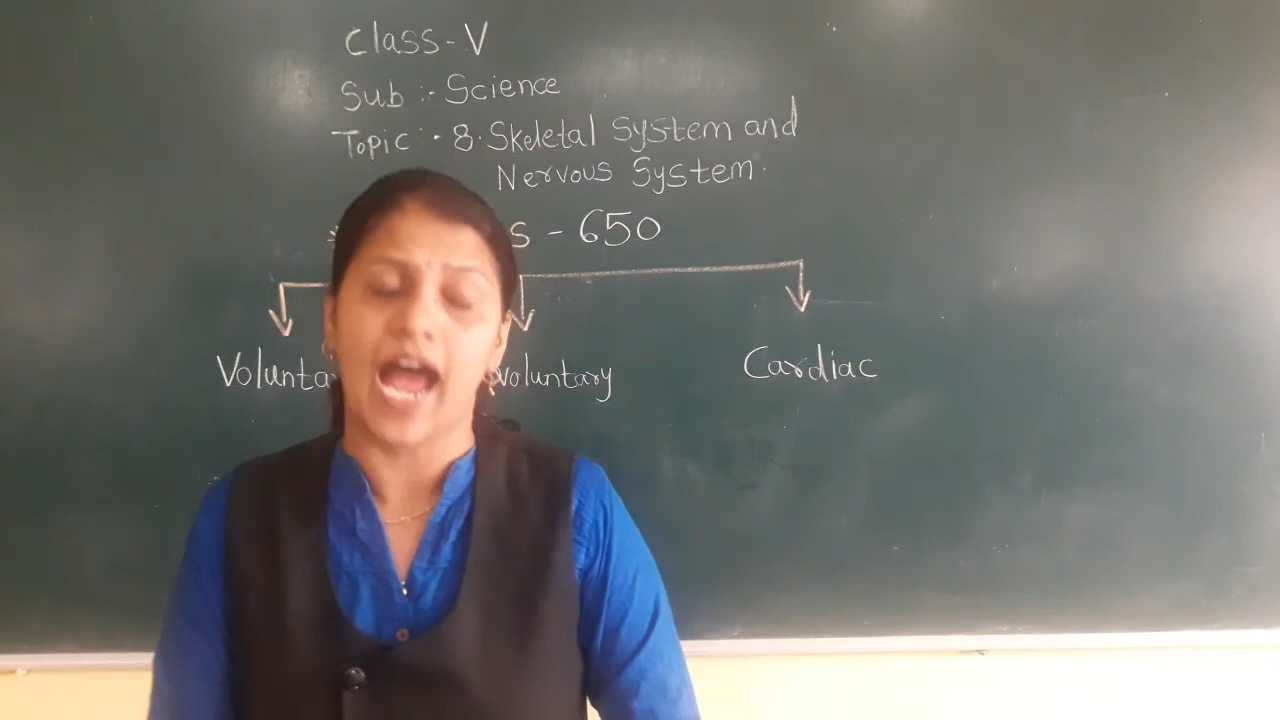 Class-V
Sub :- Science
Topic :- 8. Skeletal System and
Nervous System.
s - 650
Volunta voluntary Cardiac